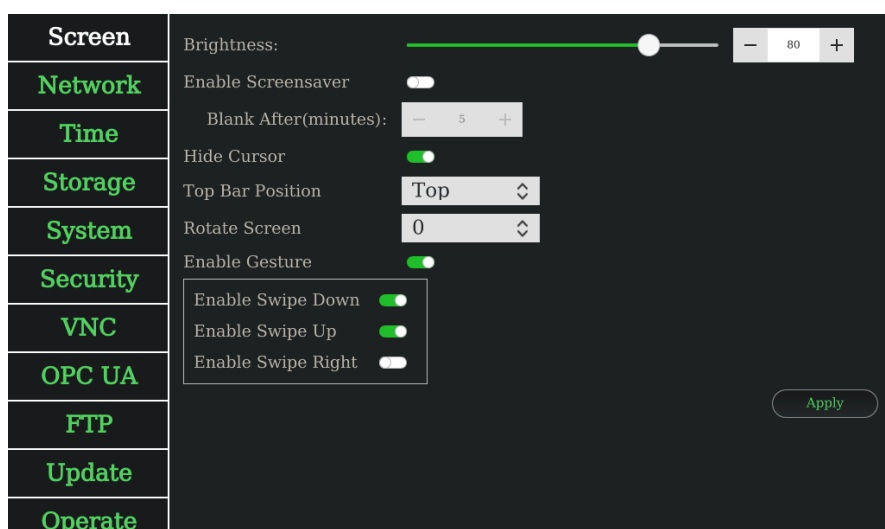 Screen
Network
Time
Storage
System
Security
VNC
OPC UA
FTP
Update
Operate
Brightness:
− 80 +
Enable Screensaver
Blank After(minutes):
− 5 +
Hide Cursor
Top Bar Position
Top
Rotate Screen
0
Enable Gesture
Enable Swipe Down
Enable Swipe Up
Enable Swipe Right
Apply